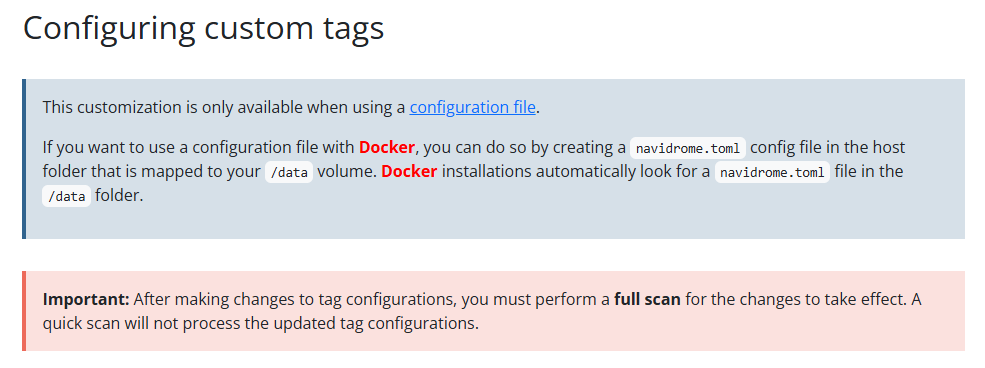 Configuring custom tags
This customization is only available when using a configuration file.
If you want to use a configuration file with Docker, you can do so by creating a navidrome.toml config file in the host
folder that is mapped to your /data volume. Docker installations automatically look for a navidrome.toml file in the
/data folder.
Important: After making changes to tag configurations, you must perform a full scan for the changes to take effect. A
quick scan will not process the updated tag configurations.